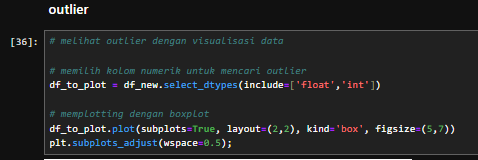 outlier
[36]: # melihat outlier dengan visualisasi data
# memilih kolom numerik untuk mencari outlier
df_to_plot = df_new.select_dtypes(include=['float','int'])
# memplotting dengan boxplot
df_to_plot.plot(subplots=True, layout=(2,2), kind='box', figsize=(5,7))
plt.subplots_adjust(wspace=0.5);